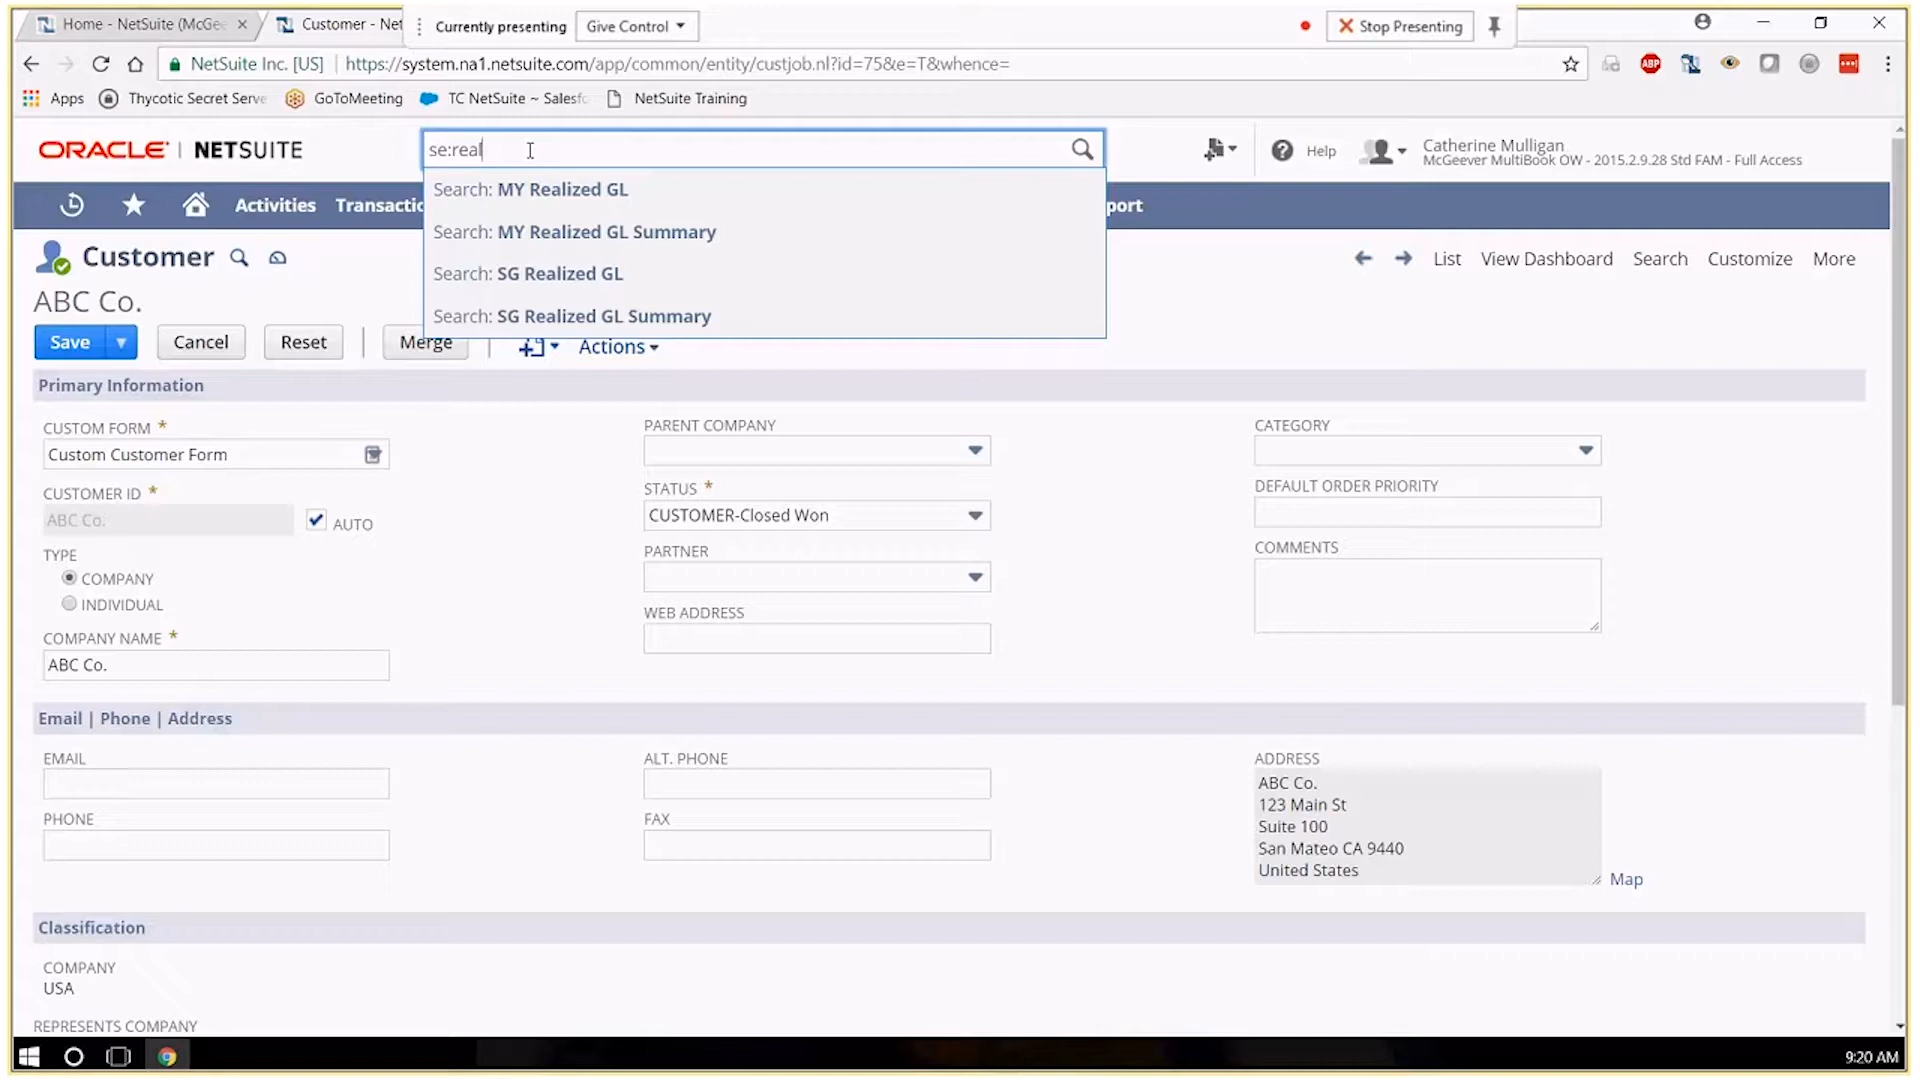 Home - NetSuite (McGee
Customer - Net
Currently presenting
Give Control
Stop Presenting
NetSuite Inc. [US]
https://system.na1.netsuite.com/app/common/entity/custjob.nl?id=75&e=T&whence=
ABP
Apps
Thycotic Secret Serve
GoToMeeting
TC NetSuite ~ Salesfo
NetSuite Training
ORACLE | NETSUITE
se:real
Help
Catherine Mulligan
McGeever MultiBook OW - 2015.2.9.28 Std FAM - Full Access
Search: MY Realized GL
Search: MY Realized GL Summary
Search: SG Realized GL
Search: SG Realized GL Summary
Activities
Transactio
port
Customer
List
View Dashboard
Search
Customize
More
ABC Co.
Save
Cancel
Reset
Merge
Actions
Primary Information
CUSTOM FORM *
Custom Customer Form
CUSTOMER ID *
ABC Co.
AUTO
TYPE
COMPANY
INDIVIDUAL
COMPANY NAME *
ABC Co.
PARENT COMPANY
STATUS *
CUSTOMER-Closed Won
PARTNER
WEB ADDRESS
CATEGORY
DEFAULT ORDER PRIORITY
COMMENTS
Email | Phone | Address
EMAIL
PHONE
ALT. PHONE
FAX
ADDRESS
ABC Co.
123 Main St
Suite 100
San Mateo CA 9440
United States
Map
Classification
COMPANY
USA
REPRESENTS COMPANY
9:20 AM